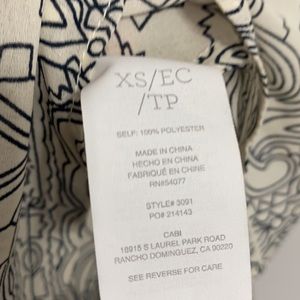 XS/EC
/TP
SELF: 100% POLYESTER
MADE IN CHINA
HECHO EN CHINA
FABRIQUÉ EN CHINE
RN#54077
STYLE# 3091
PO# 214143
CABI
18915 S LAUREL PARK ROAD
RANCHO DOMINGUEZ, CA 90220
SEE REVERSE FOR CARE